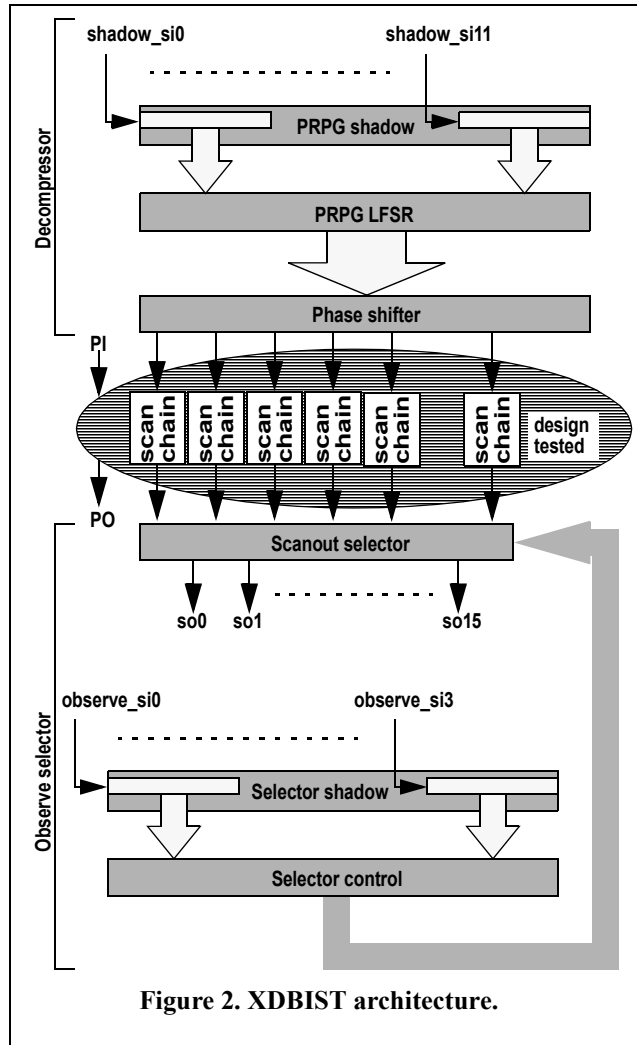 shadow_si0 shadow_si11
PRPG shadow
Decompressor
PRPG LFSR
Phase shifter
PI
scan chain scan chain scan chain scan chain scan chain scan chain
design
tested
PO
Scanout selector
so0 so1 so15
observe_si0 observe_si3
Observe selector
Selector shadow
Selector control
Figure 2. XDBIST architecture.